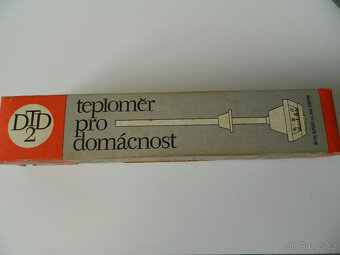 DTD
2
teploměr
pro
domácnost